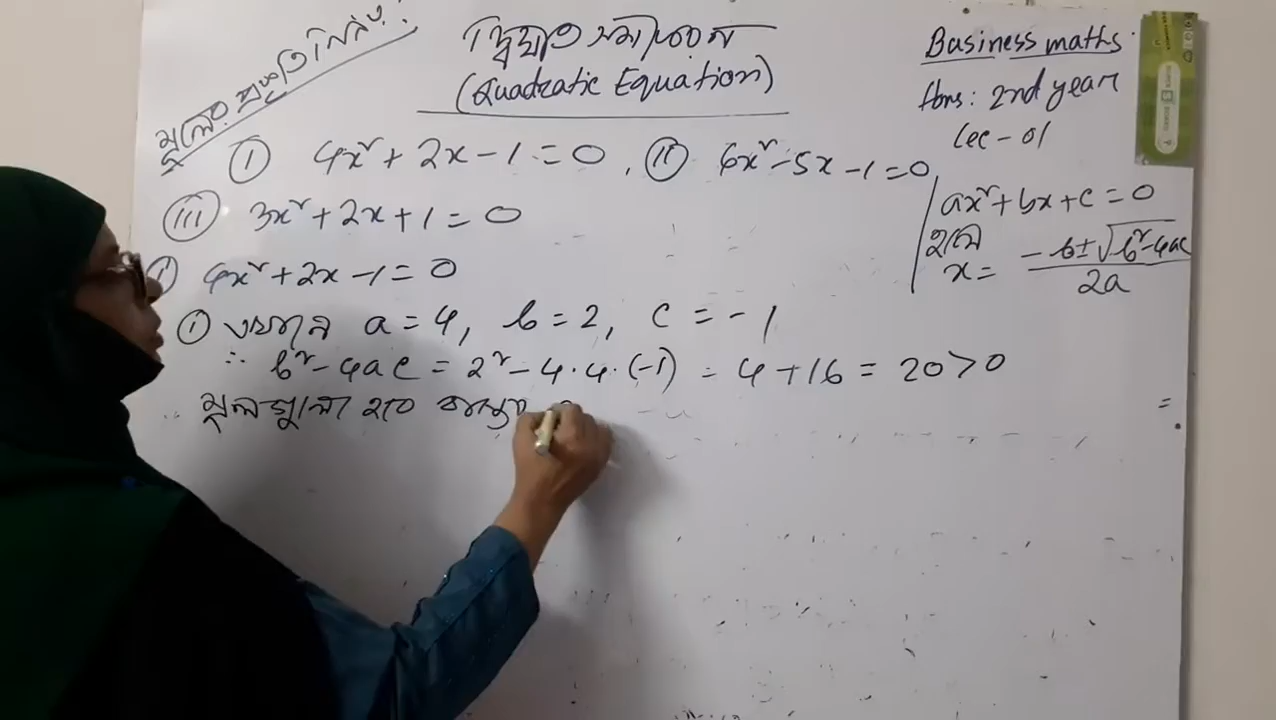 মূলের প্রকৃতি নির্ণয়:
দ্বিঘাত সমীকরণ
(Quadratic Equation)
Business maths
Hons: 2nd year
Lec - 01
(i) 4x² + 2x - 1 = 0, (ii) 6x² - 5x - 1 = 0
(iii) 3x² + 2x + 1 = 0
ax² + bx + c = 0
হলে
x = (-b ± √(b² - 4ac)) / 2a
(i) 4x² + 2x - 1 = 0
(i) এখানে a = 4, b = 2, c = -1
∴ b² - 4ac = 2² - 4·4·(-1) = 4 + 16 = 20 > 0
মূলগুলো হবে বাস্তব
=